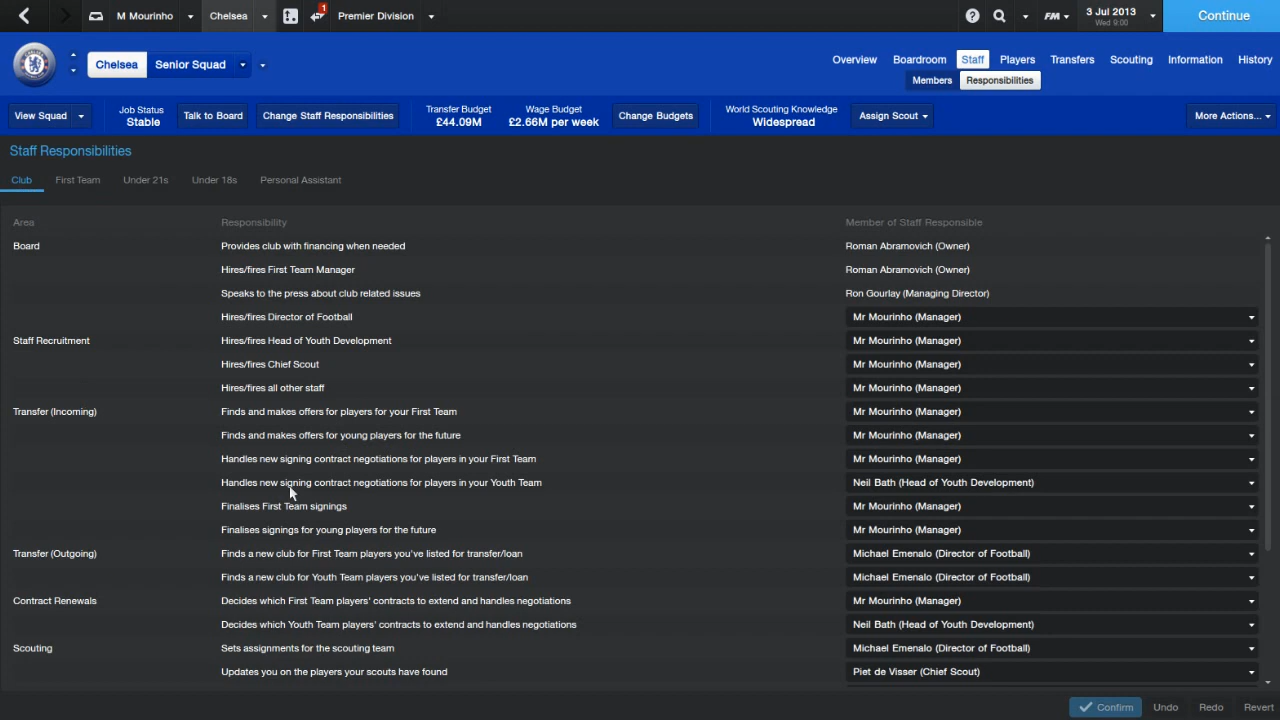 M Mourinho
Chelsea
1
Premier Division
FM
3 Jul 2013
Wed 9:00
Continue
Chelsea
Senior Squad
Overview
Boardroom
Staff
Players
Transfers
Scouting
Information
History
Members
Responsibilities
View Squad
Job Status
Stable
Talk to Board
Change Staff Responsibilities
Transfer Budget
£44.09M
Wage Budget
£2.66M per week
Change Budgets
World Scouting Knowledge
Widespread
Assign Scout
More Actions...
Staff Responsibilities
Club First Team Under 21s Under 18s Personal Assistant
Area Responsibility Member of Staff Responsible
Board Provides club with financing when needed Roman Abramovich (Owner)
Hires/fires First Team Manager Roman Abramovich (Owner)
Speaks to the press about club related issues Ron Gourlay (Managing Director)
Hires/fires Director of Football Mr Mourinho (Manager)
Staff Recruitment Hires/fires Head of Youth Development Mr Mourinho (Manager)
Hires/fires Chief Scout Mr Mourinho (Manager)
Hires/fires all other staff Mr Mourinho (Manager)
Transfer (Incoming) Finds and makes offers for players for your First Team Mr Mourinho (Manager)
Finds and makes offers for young players for the future Mr Mourinho (Manager)
Handles new signing contract negotiations for players in your First Team Mr Mourinho (Manager)
Handles new signing contract negotiations for players in your Youth Team Neil Bath (Head of Youth Development)
Finalises First Team signings Mr Mourinho (Manager)
Finalises signings for young players for the future Mr Mourinho (Manager)
Transfer (Outgoing) Finds a new club for First Team players you've listed for transfer/loan Michael Emenalo (Director of Football)
Finds a new club for Youth Team players you've listed for transfer/loan Michael Emenalo (Director of Football)
Contract Renewals Decides which First Team players' contracts to extend and handles negotiations Mr Mourinho (Manager)
Decides which Youth Team players' contracts to extend and handles negotiations Neil Bath (Head of Youth Development)
Scouting Sets assignments for the scouting team Michael Emenalo (Director of Football)
Updates you on the players your scouts have found Piet de Visser (Chief Scout)
Confirm Undo Redo Revert